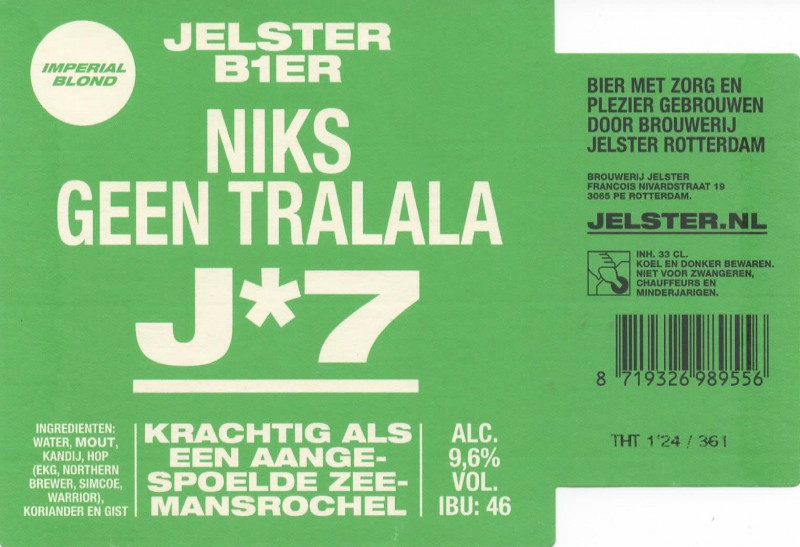 IMPERIAL
BLOND
JELSTER
B1ER
NIKS
GEEN TRALALA
J*7
INGREDIENTEN:
WATER, MOUT,
KANDIJ, HOP
(EKG, NORTHERN
BREWER, SIMCOE,
WARRIOR),
KORIANDER EN GIST
KRACHTIG ALS
EEN AANGE-
SPOELDE ZEE-
MANSROCHEL
ALC.
9,6%
VOL.
IBU: 46
BIER MET ZORG EN
PLEZIER GEBROUWEN
DOOR BROUWERIJ
JELSTER ROTTERDAM
BROUWERIJ JELSTER
FRANCOIS NIVARDSTRAAT 19
3065 PE ROTTERDAM.
JELSTER.NL
INH. 33 CL.
KOEL EN DONKER BEWAREN.
NIET VOOR ZWANGEREN,
CHAUFFEURS EN
MINDERJARIGEN.
8 719326 989556
THT 1'24 / 361